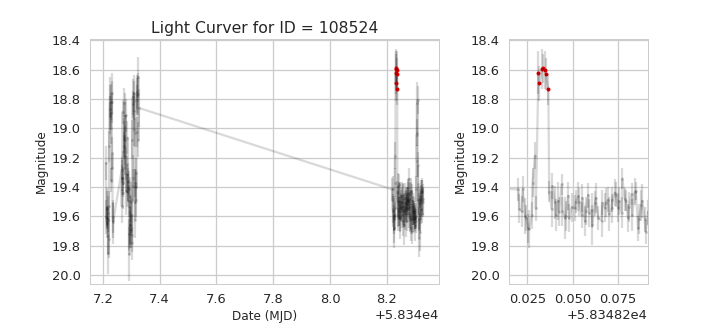 Light Curver for ID = 108524
18.4
18.6
18.8
19.0
19.2
19.4
19.6
19.8
20.0
Magnitude
7.2 7.4 7.6 7.8 8.0 8.2
Date (MJD)
+5.834e4
18.4
18.6
18.8
19.0
19.2
19.4
19.6
19.8
20.0
Magnitude
0.025 0.050 0.075
+5.83482e4